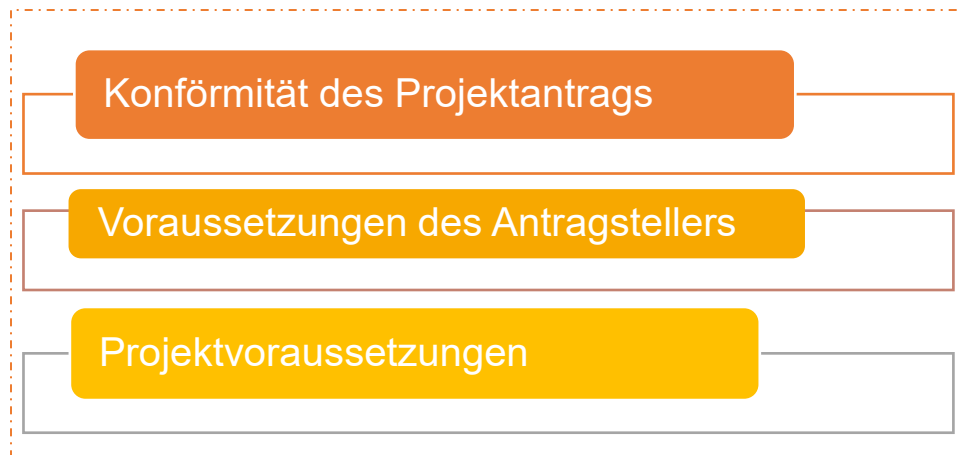 Konförmität des Projektantrags
Voraussetzungen des Antragstellers
Projektvoraussetzungen